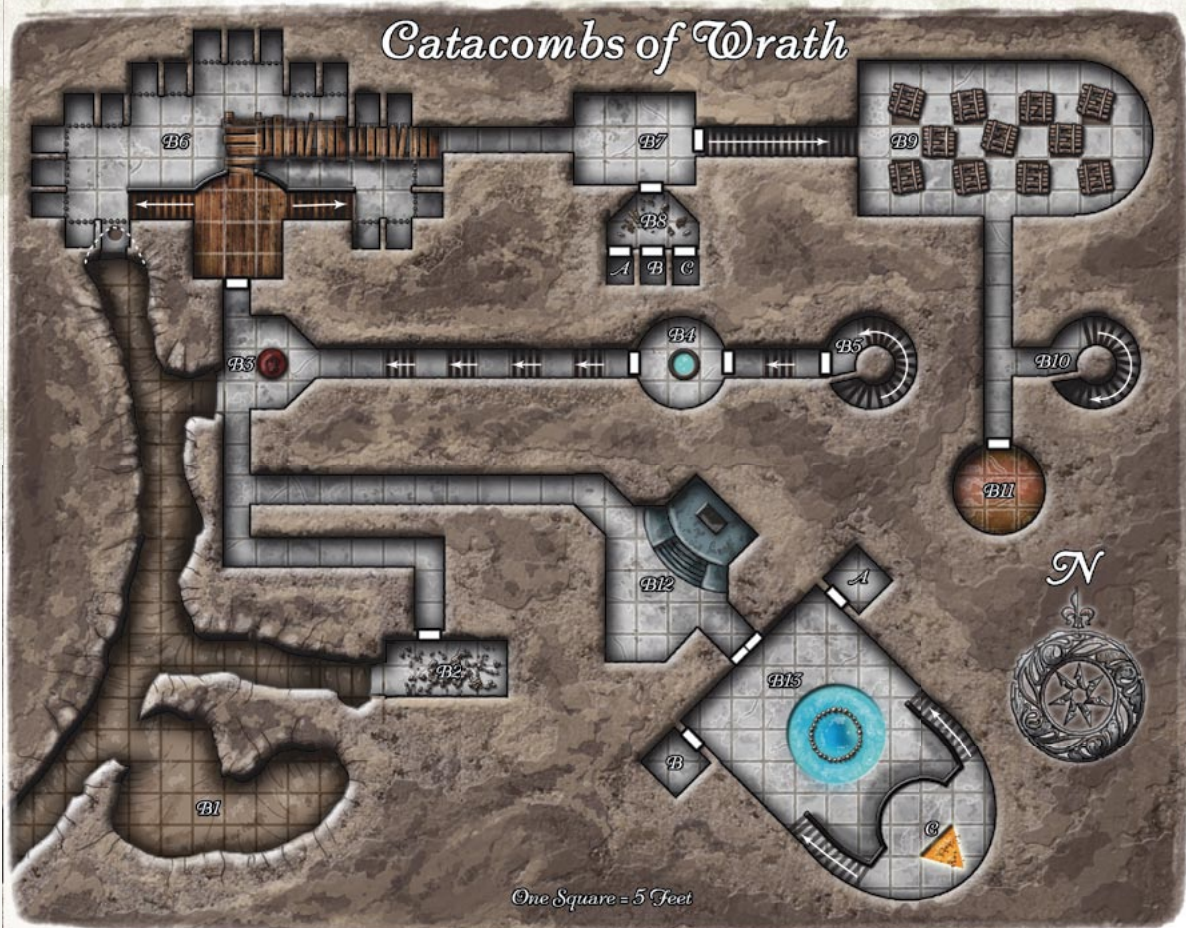 Catacombs of Wrath
B6
B7
B9
B8
A B C
B3
B4
B5
B10
B11
B12
N
A
B2
B13
B
B1
C
One Square = 5 Feet